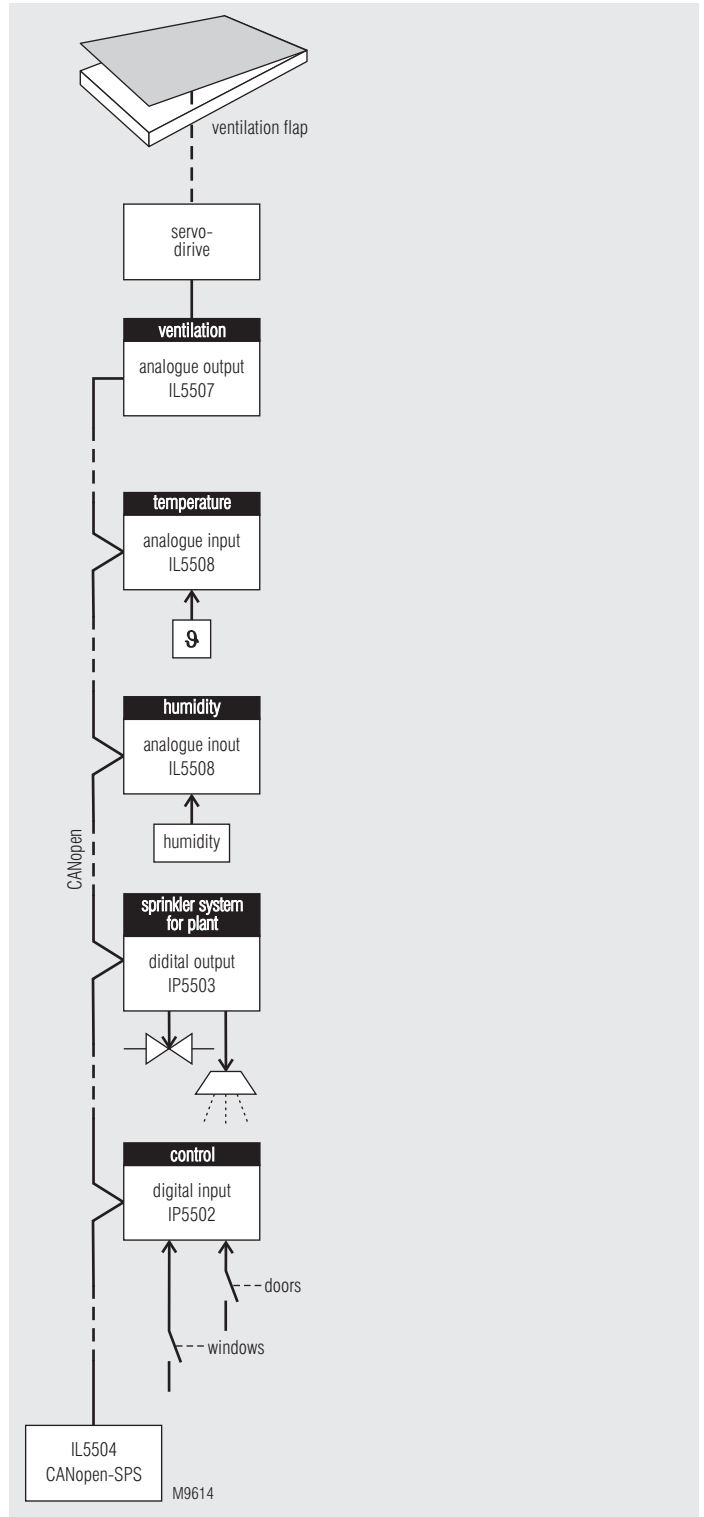 ventilation flap
servo-
dirive
ventilation
analogue output
IL5507
temperature
analogue input
IL5508
ϑ
humidity
analogue inout
IL5508
humidity
CANopen
sprinkler system
for plant
didital output
IP5503
control
digital input
IP5502
doors
windows
IL5504
CANopen-SPS
M9614